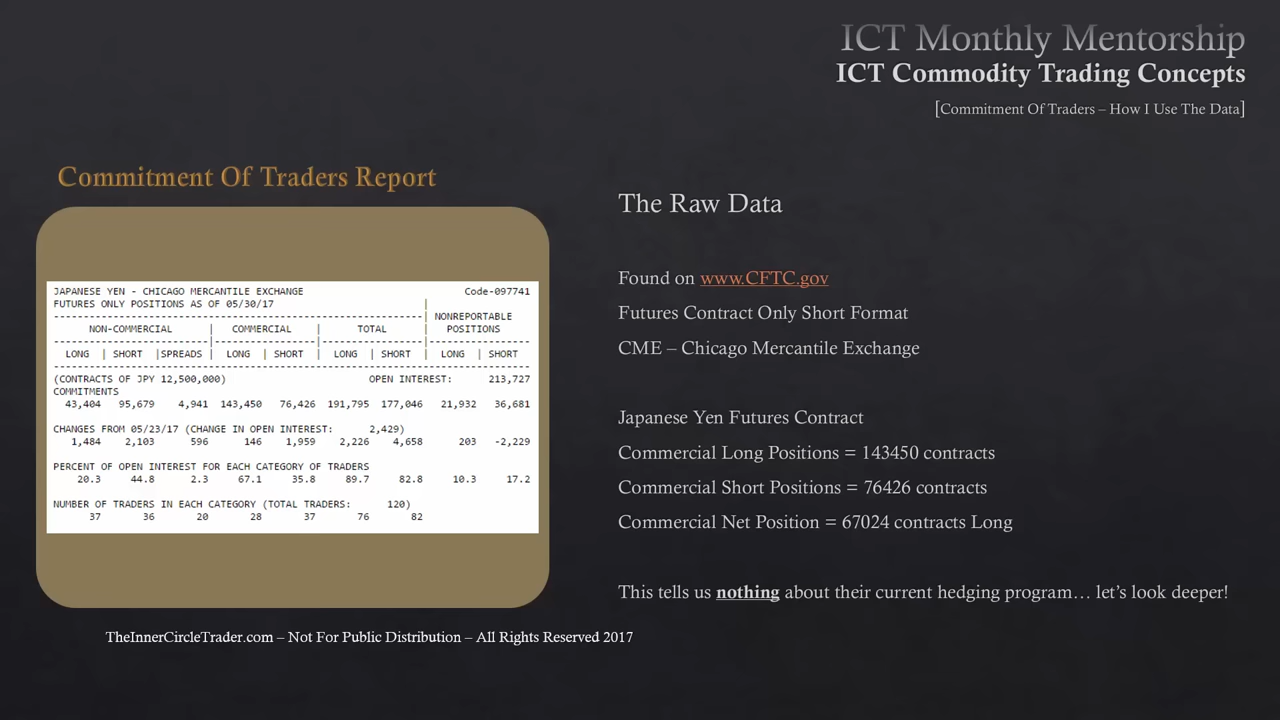 ICT Monthly Mentorship
ICT Commodity Trading Concepts
[Commitment Of Traders – How I Use The Data]
Commitment Of Traders Report
JAPANESE YEN - CHICAGO MERCANTILE EXCHANGE Code-097741
FUTURES ONLY POSITIONS AS OF 05/30/17 |
--------------------------------------------------------------| NONREPORTABLE
NON-COMMERCIAL | COMMERCIAL | TOTAL | POSITIONS
--------------------------|------------------|-----------------|-----------------
LONG | SHORT |SPREADS | LONG | SHORT | LONG | SHORT | LONG | SHORT
--------------------------------------------------------------------------------
(CONTRACTS OF JPY 12,500,000) OPEN INTEREST: 213,727
COMMITMENTS
43,404 95,679 4,941 143,450 76,426 191,795 177,046 21,932 36,681
CHANGES FROM 05/23/17 (CHANGE IN OPEN INTEREST: 2,429)
1,484 2,103 596 146 1,959 2,226 4,658 203 -2,229
PERCENT OF OPEN INTEREST FOR EACH CATEGORY OF TRADERS
20.3 44.8 2.3 67.1 35.8 89.7 82.8 10.3 17.2
NUMBER OF TRADERS IN EACH CATEGORY (TOTAL TRADERS: 120)
37 36 20 28 37 76 82
The Raw Data
Found on www.CFTC.gov
Futures Contract Only Short Format
CME – Chicago Mercantile Exchange
Japanese Yen Futures Contract
Commercial Long Positions = 143450 contracts
Commercial Short Positions = 76426 contracts
Commercial Net Position = 67024 contracts Long
This tells us nothing about their current hedging program… let's look deeper!
TheInnerCircleTrader.com – Not For Public Distribution – All Rights Reserved 2017